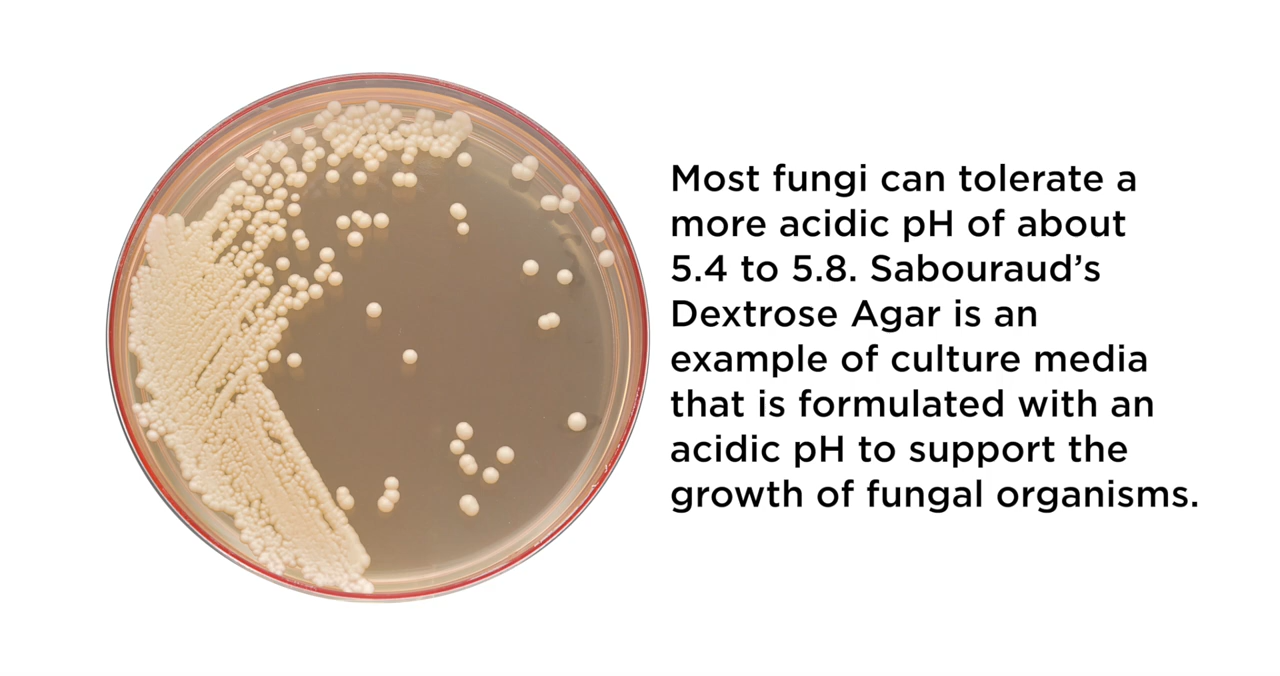 Most fungi can tolerate a
more acidic pH of about
5.4 to 5.8. Sabouraud’s
Dextrose Agar is an
example of culture media
that is formulated with an
acidic pH to support the
growth of fungal organisms.